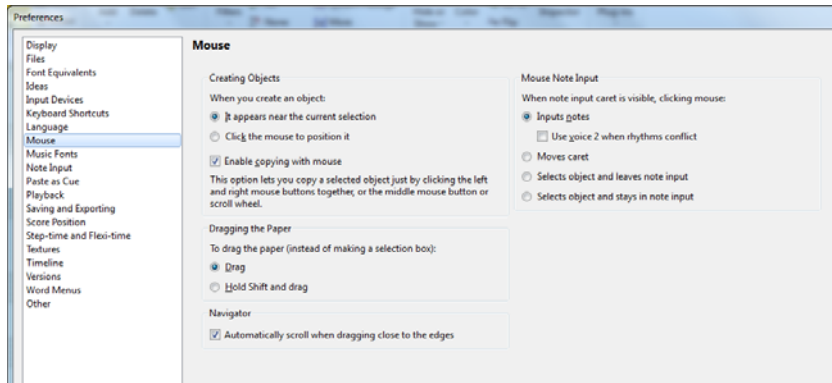 Preferences
Display
Files
Font Equivalents
Ideas
Input Devices
Keyboard Shortcuts
Language
Mouse
Music Fonts
Note Input
Paste as Cue
Playback
Saving and Exporting
Score Position
Step-time and Flexi-time
Textures
Timeline
Versions
Word Menus
Other
Mouse
Creating Objects
When you create an object:
It appears near the current selection
Click the mouse to position it
Enable copying with mouse
This option lets you copy a selected object just by clicking the left
and right mouse buttons together, or the middle mouse button or
scroll wheel.
Dragging the Paper
To drag the paper (instead of making a selection box):
Drag
Hold Shift and drag
Navigator
Automatically scroll when dragging close to the edges
Mouse Note Input
When note input caret is visible, clicking mouse:
Inputs notes
Use voice 2 when rhythms conflict
Moves caret
Selects object and leaves note input
Selects object and stays in note input